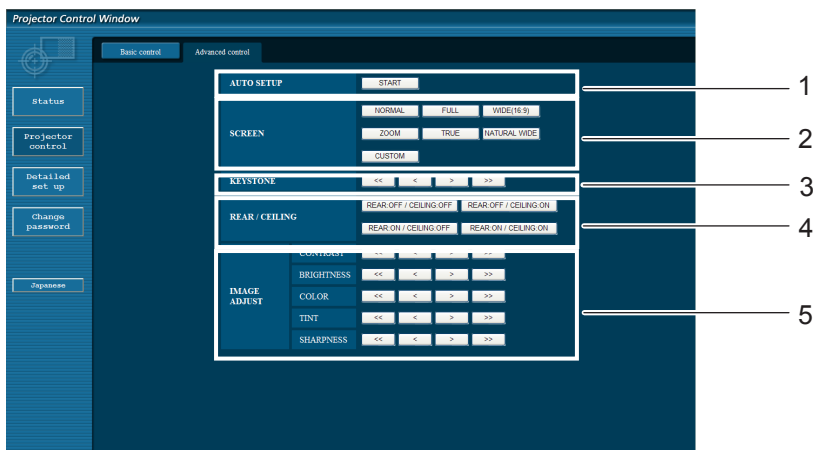 Projector Control Window
Basic control Advanced control
AUTO SETUP START 1
Status
NORMAL FULL WIDE(16:9)
SCREEN ZOOM TRUE NATURAL WIDE 2
CUSTOM
Projector
control
KEYSTONE << < > >> 3
Detailed
set up
REAR:OFF / CEILING:OFF REAR:OFF / CEILING:ON
REAR / CEILING 4
REAR:ON / CEILING:OFF REAR:ON / CEILING:ON
Change
password
CONTRAST << < > >>
BRIGHTNESS << < > >>
Japanese
IMAGE
ADJUST
COLOR << < > >>
TINT << < > >> 5
SHARPNESS << < > >>